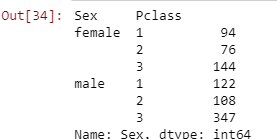 Out[34]: Sex Pclass
female 1 94
2 76
3 144
male 1 122
2 108
3 347
Name: Sex, dtype: int64